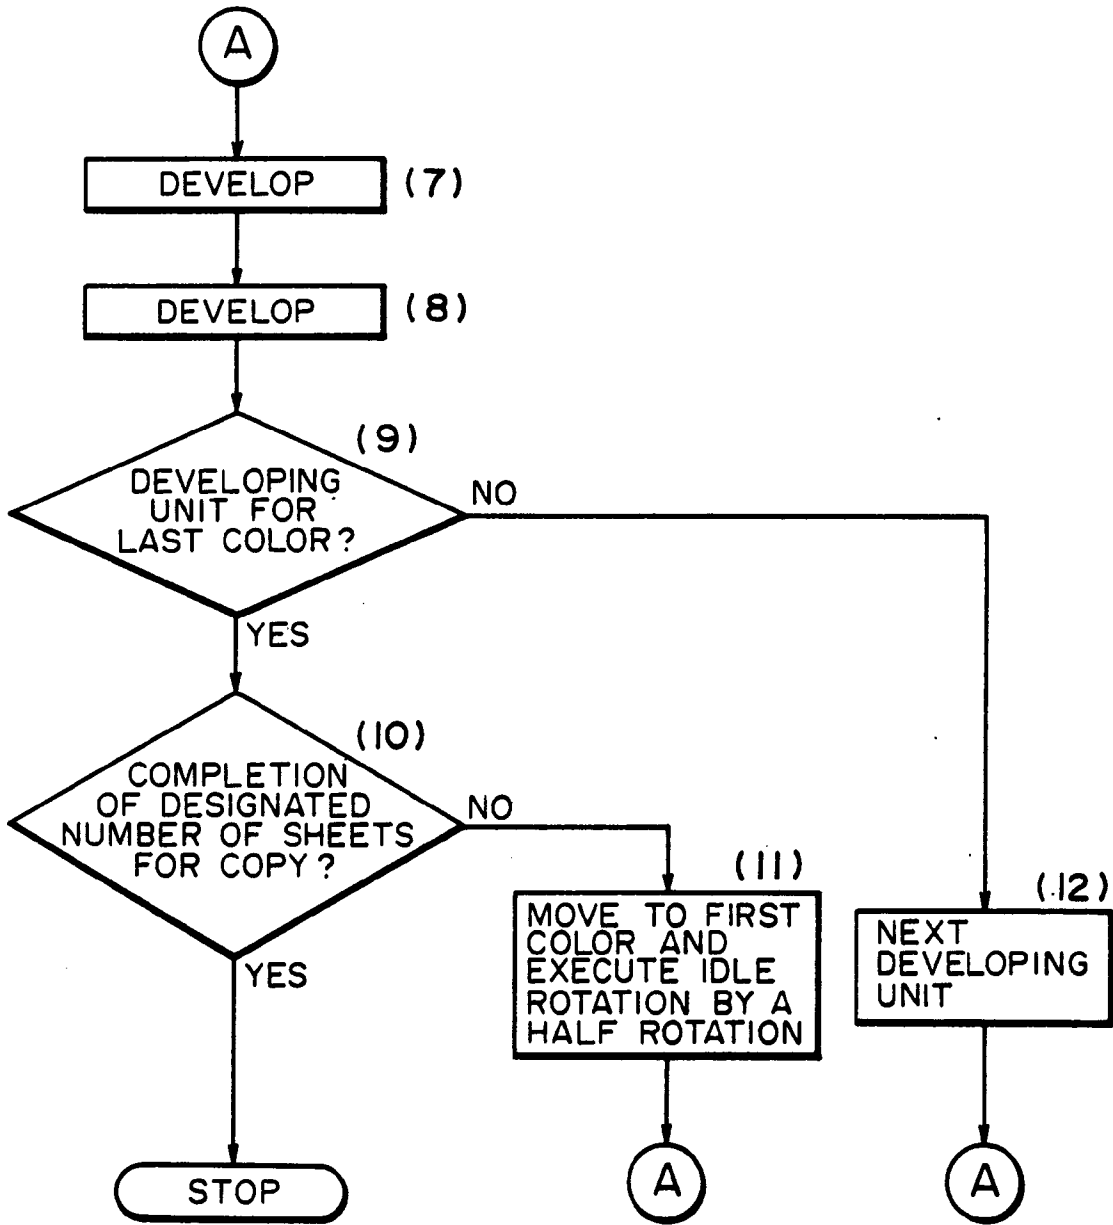 A
DEVELOP
(7)
DEVELOP
(8)
(9)
DEVELOPING
UNIT FOR
LAST COLOR?
NO
YES
(10)
COMPLETION
OF DESIGNATED
NUMBER OF SHEETS
FOR COPY?
NO
YES
(11)
MOVE TO FIRST
COLOR AND
EXECUTE IDLE
ROTATION BY A
HALF ROTATION
(12)
NEXT
DEVELOPING
UNIT
STOP
A
A